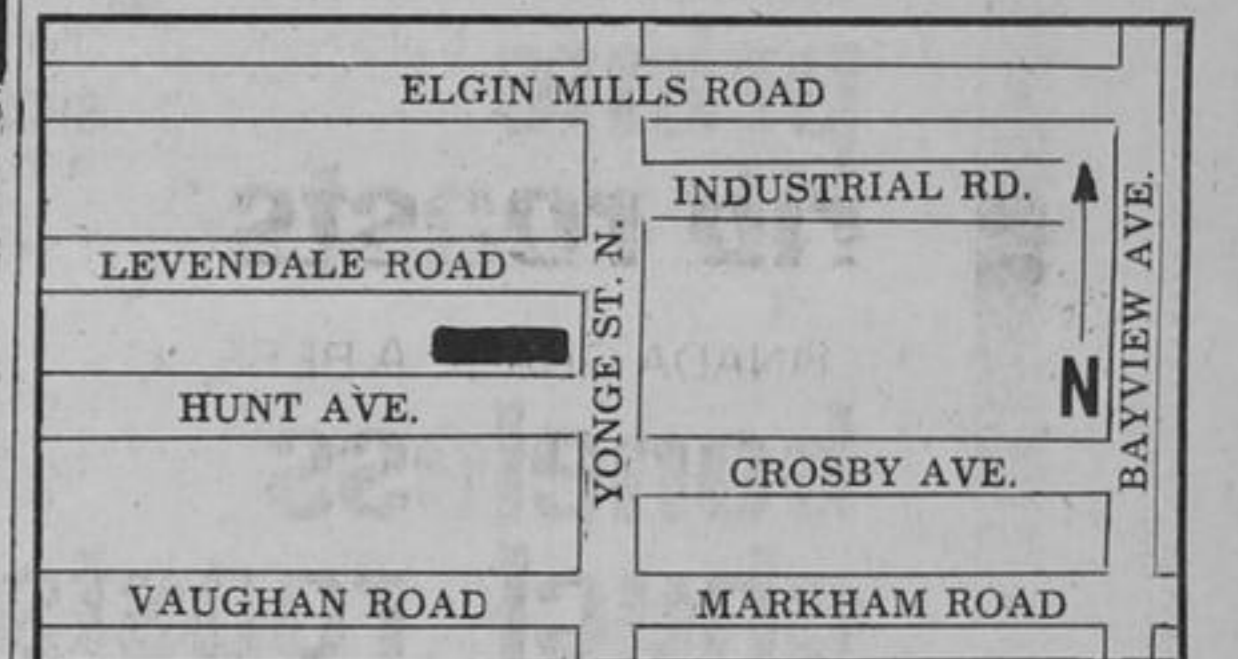 ELGIN MILLS ROAD
INDUSTRIAL RD.
LEVENDALE ROAD
YONGE ST. N.
BAYVIEW AVE.
HUNT AVE.
N
CROSBY AVE.
VAUGHAN ROAD
MARKHAM ROAD